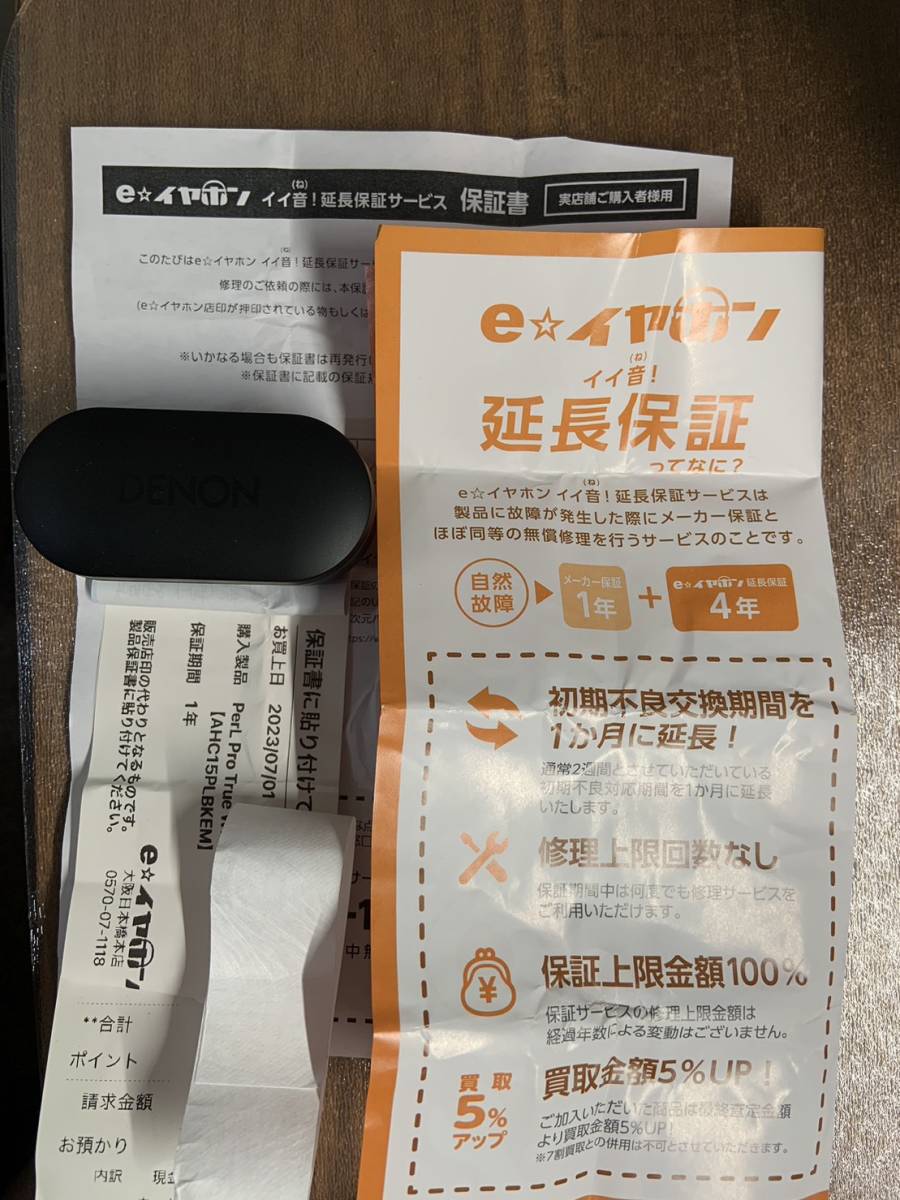 e☆イヤホン イイ音(ね)!延長保証サービス 保証書 実店舗ご購入者様用
このたびはe☆イヤホン イイ音(ね)!延長保証サー
修理のご依頼の際には、本保証
(e☆イヤホン店印が押印されている物もしくは
※いかなる場合も保証書は再発行
※保証書に記載の保証規
DENON
保証書に貼り付けて
お買上日 2023/07/01
購入製品 PerL Pro True W
【AHC15PLBKEM】
保証期間 1年
販売店印の代わりとなるものです。
製品保証書に貼り付けてください。
e☆イヤホン
大阪日本橋本店
0570-07-1118
**合計
ポイント
請求金額
お預かり
内訳 現金
e☆イヤホン
イイ音(ね)!
延長保証
ってなに?
e☆イヤホン イイ音(ね)!延長保証サービスは
製品に故障が発生した際にメーカー保証と
ほぼ同等の無償修理を行うサービスのことです。
自然故障
メーカー保証
1年
+
e☆イヤホン 延長保証
4年
初期不良交換期間を
1か月に延長!
通常2週間とさせていただいている
初期不良対応期間を1か月に延長
いたします。
修理上限回数なし
保証期間中は何度でも修理サービスを
ご利用いただけます。
¥
保証上限金額100%
保証サービスの修理上限金額は
経過年数による変動はございません。
買取
5%
アップ
買取金額5%UP!
ご加入いただいた商品は最終査定金額
より買取金額5%UP!
※7割買取との併用は不可とさせていただきます。